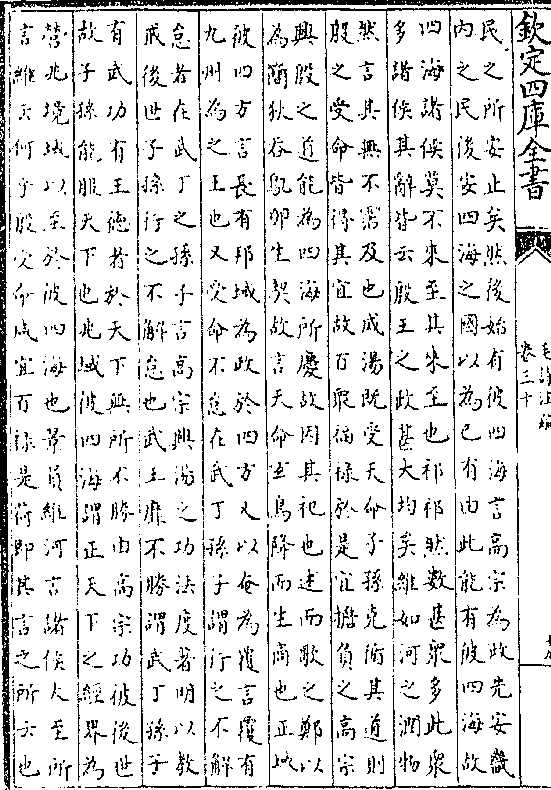 欽定四庫全書
毛詩注疏
卷三十
民之所安止矣然後始有彼四海言高宗為政先安畿
内之民後安四海之國以為已有由此能有彼四海故
四海諸侯莫不來至其來至也祁祁然數甚衆多此衆
多諸侯其辭皆云殷王之政甚大均矣維如河之潤物
然言其無不霑及也成湯既受天命子孫克循其道則
殷之受命皆得其宜故百眾福祿於是宜擔負之高宗
興殷之道能為四海所慶故因其祀也述而歌之鄭以
為簡狄吞鳦卵生契故言天命玄鳥降而生商也正域
彼四方言長有邦域為政於四方又以奄為覆言覆有
九州為之王也又受命不怠在武丁孫子謂行之不解
怠者在武丁之孫子言高宗興湯之功法度著明以教
戒後世子孫行之不解怠也武王靡不勝謂武丁孫子
有武功有王德者於天下無所不勝由高宗功彼後世
故子孫能服天下也兆域彼四海謂正天下之經界為
營兆境域以至於彼四海也景員維河言諸侯大至所
言維云何乎殷受命咸宜百祿是荷即其言之所云也